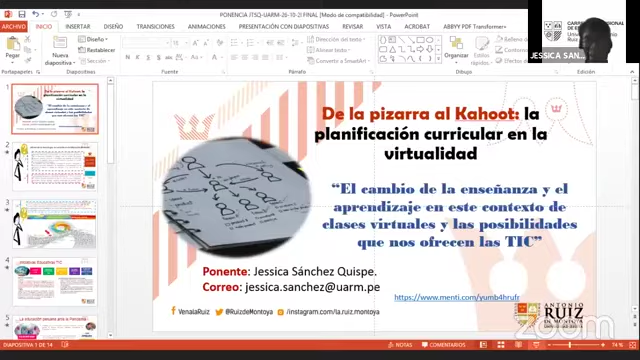 PONENCIA JTSQ-UARM-26-10-21FINAL [Modo de compatibilidad] - PowerPoint
ARCHIVO INICIO INSERTAR DISEÑO TRANSICIONES ANIMACIONES PRESENTACIÓN CON DIAPOSITIVAS REVISAR VISTA ACROBAT ABBYY PDF Transformer+
JESSICA SAN
Pegar
Nueva diapositiva
Diseño
Restablecer
Sección
Dirección del texto
Alinear texto
Convertir a SmartArt
Organizar
Estilos
Reemplazar
Portapapeles
Diapositivas
Fuente
Párrafo
Dibujo
Edición
De la pizarra al Kahoot: la
planificación curricular en la
virtualidad
“El cambio de la enseñanza y el
aprendizaje en este contexto de
clases virtuales y las posibilidades
que nos ofrecen las TIC”
Ponente: Jessica Sánchez Quispe.
Correo: jessica.sanchez@uarm.pe
https://www.menti.com/yumb4hrufr
VenalaRuiz @RuizdeMontoya /instagram.com/la.ruiz.montoya
ANTONIO
RUIZ
DE MONTOYA
zoom
DIAPOSITIVA 1 DE 14
NOTAS
COMENTARIOS
74 %